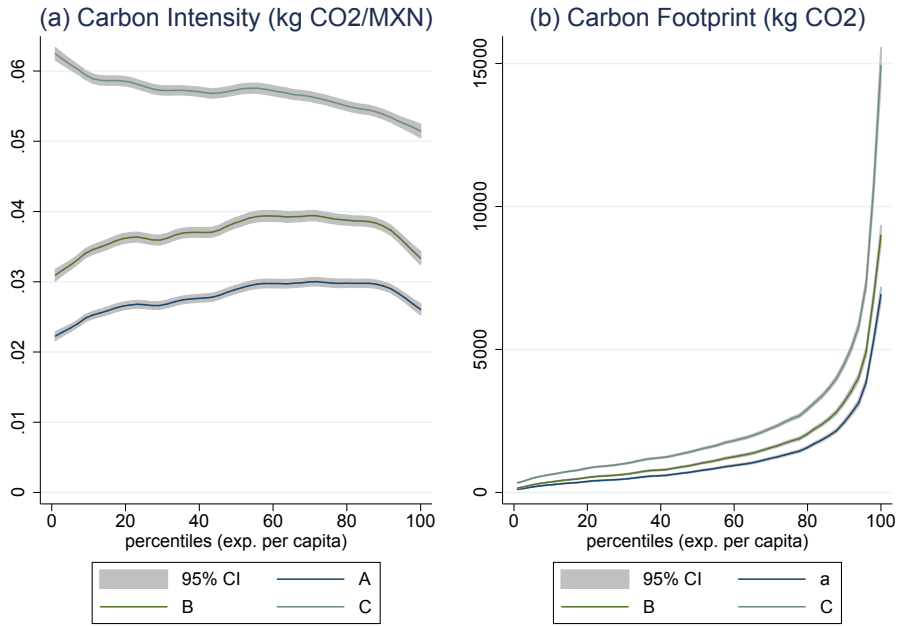 (a) Carbon Intensity (kg CO2/MXN)
.06
.05
.04
.03
.02
.01
0
0 20 40 60 80 100
percentiles (exp. per capita)
95% CI A
B C
(b) Carbon Footprint (kg CO2)
15000
10000
5000
0
0 20 40 60 80 100
percentiles (exp. per capita)
95% CI a
B C